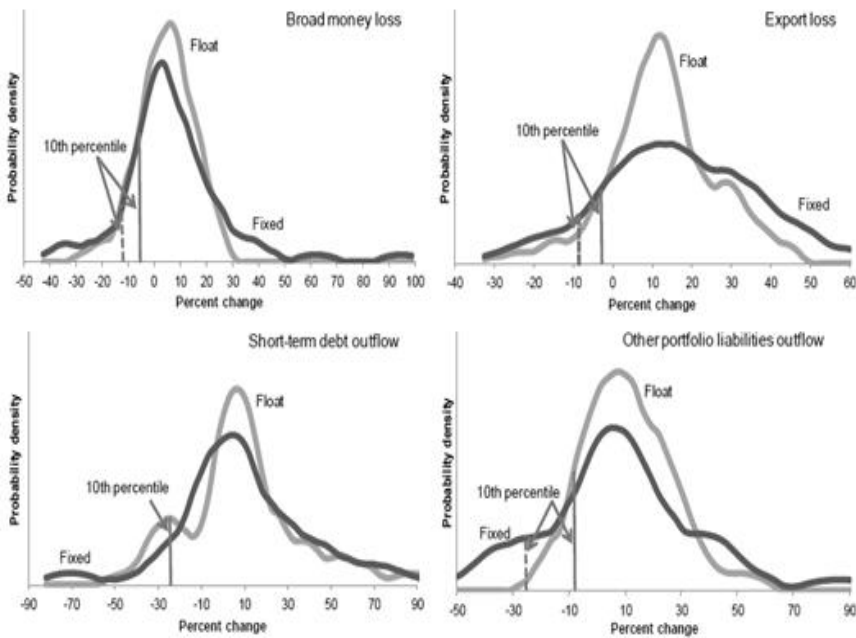 Broad money loss
Probability density
Float
10th percentile
Fixed
-50 -40 -30 -20 -10 0 10 20 30 40 50 60 70 80 90 100
Percent change
Export loss
Probability density
Float
10th percentile
Fixed
-40 -30 -20 -10 0 10 20 30 40 50 60
Percent change
Short-term debt outflow
Probability density
Float
10th percentile
Fixed
-90 -70 -50 -30 -10 10 30 50 70 90
Percent change
Other portfolio liabilities outflow
Probability density
Float
10th percentile
Fixed
-50 -30 -10 10 30 50 70 90
Percent change